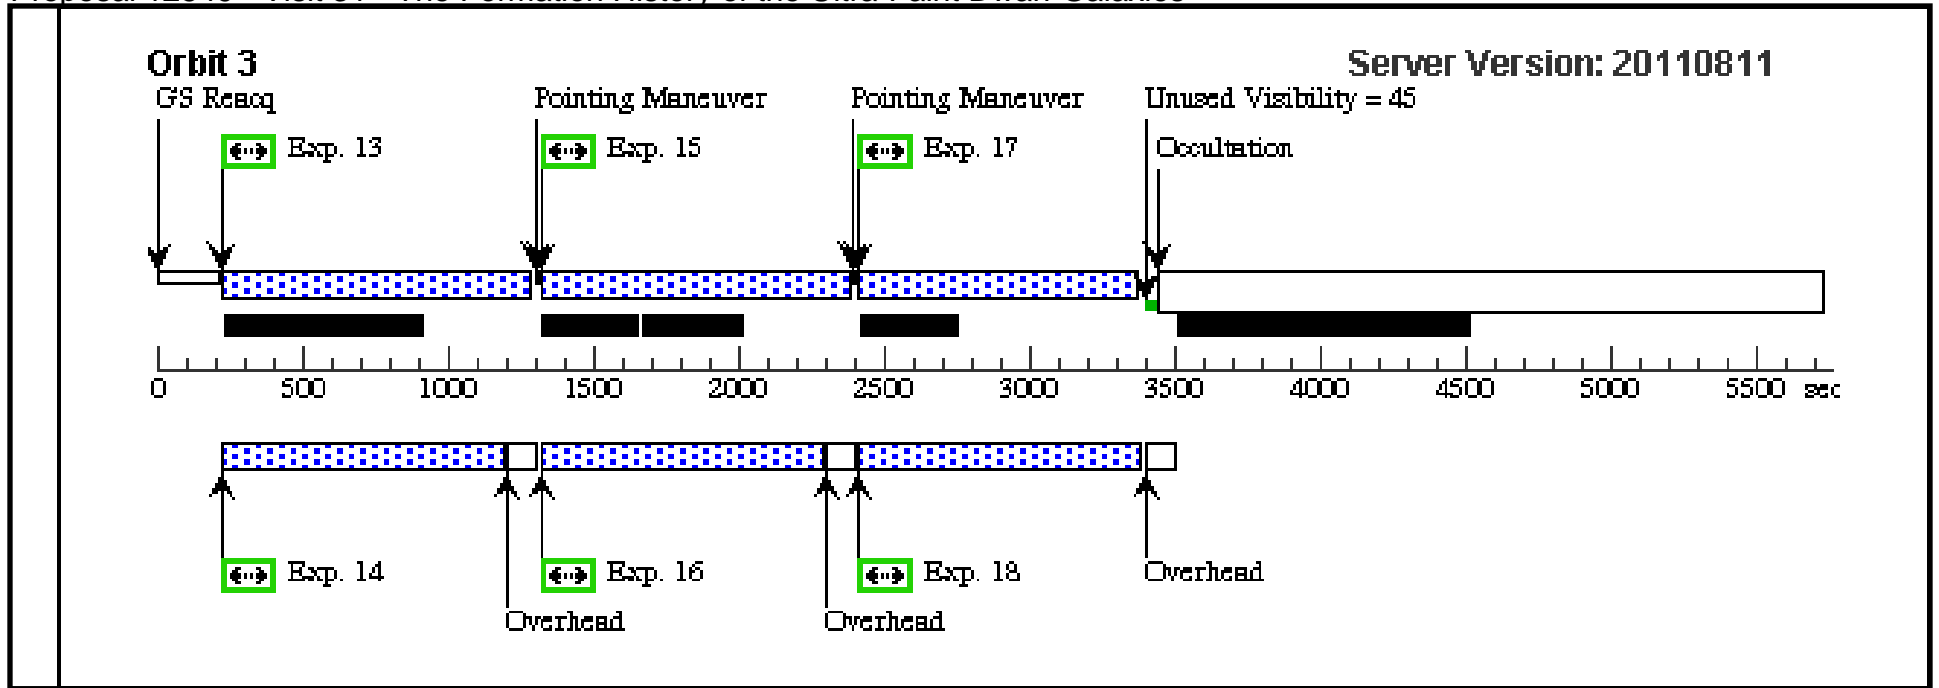 Orbit 3
Server Version: 20110811
GS Reacq
Pointing Maneuver
Pointing Maneuver
Unused Visibility = 45
Exp. 13
Exp. 15
Exp. 17
Occultation
0 500 1000 1500 2000 2500 3000 3500 4000 4500 5000 5500 sec
Exp. 14
Exp. 16
Exp. 18
Overhead
Overhead
Overhead